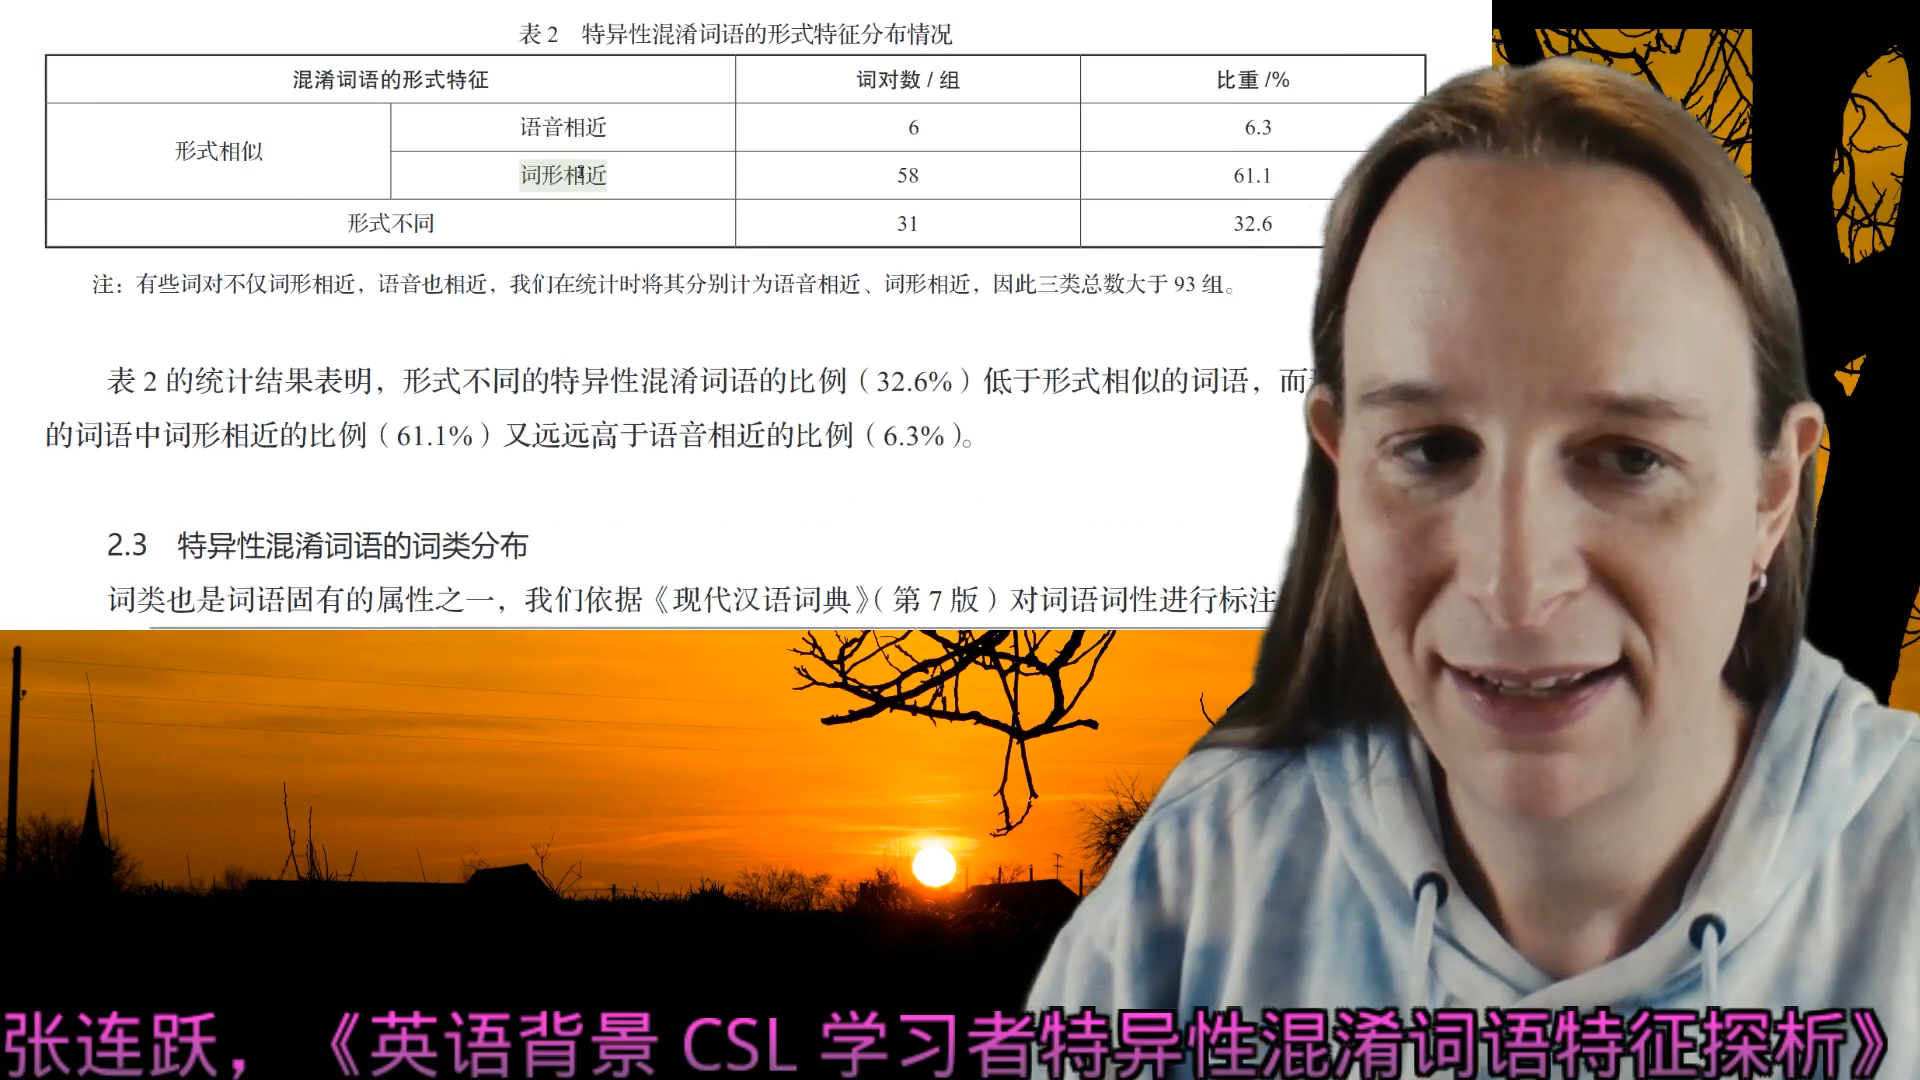 表 2 特异性混淆词语的形式特征分布情况
混淆词语的形式特征 词对数 / 组 比重 /%
形式相似 语音相近 6 6.3
词形相近 58 61.1
形式不同 31 32.6
注：有些词对不仅词形相近，语音也相近，我们在统计时将其分别计为语音相近、词形相近，因此三类总数大于 93 组。
表 2 的统计结果表明，形式不同的特异性混淆词语的比例（32.6%）低于形式相似的词语，而
的词语中词形相近的比例（61.1%）又远远高于语音相近的比例（6.3%）。
2.3 特异性混淆词语的词类分布
词类也是词语固有的属性之一，我们依据《现代汉语词典》（第 7 版）对词语词性进行标注
张连跃，《英语背景 CSL 学习者特异性混淆词语特征探析》